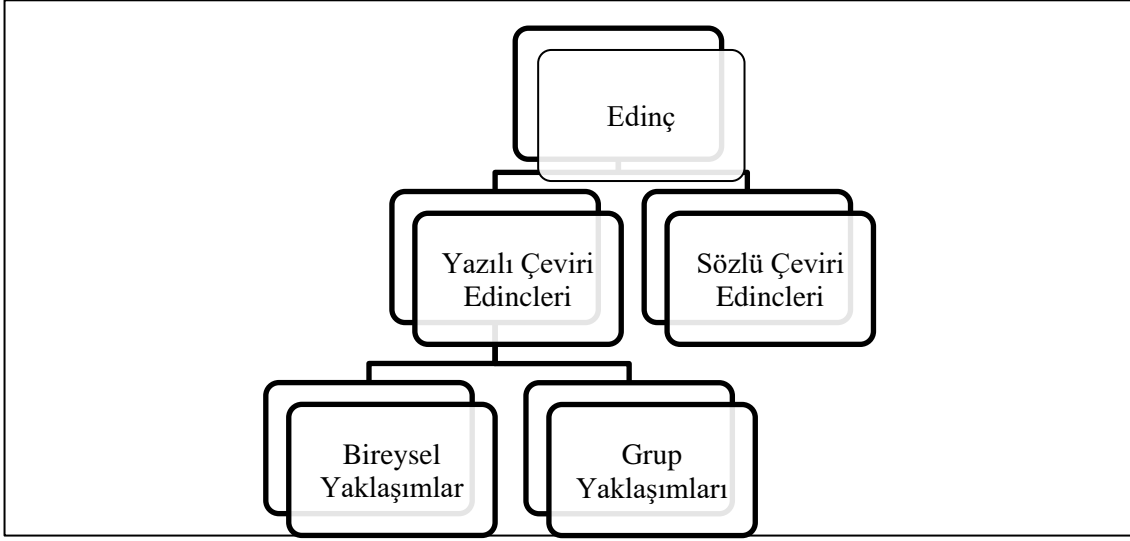 Edinç
Yazılı Çeviri
Edincleri
Sözlü Çeviri
Edincleri
Bireysel
Yaklaşımlar
Grup
Yaklaşımları